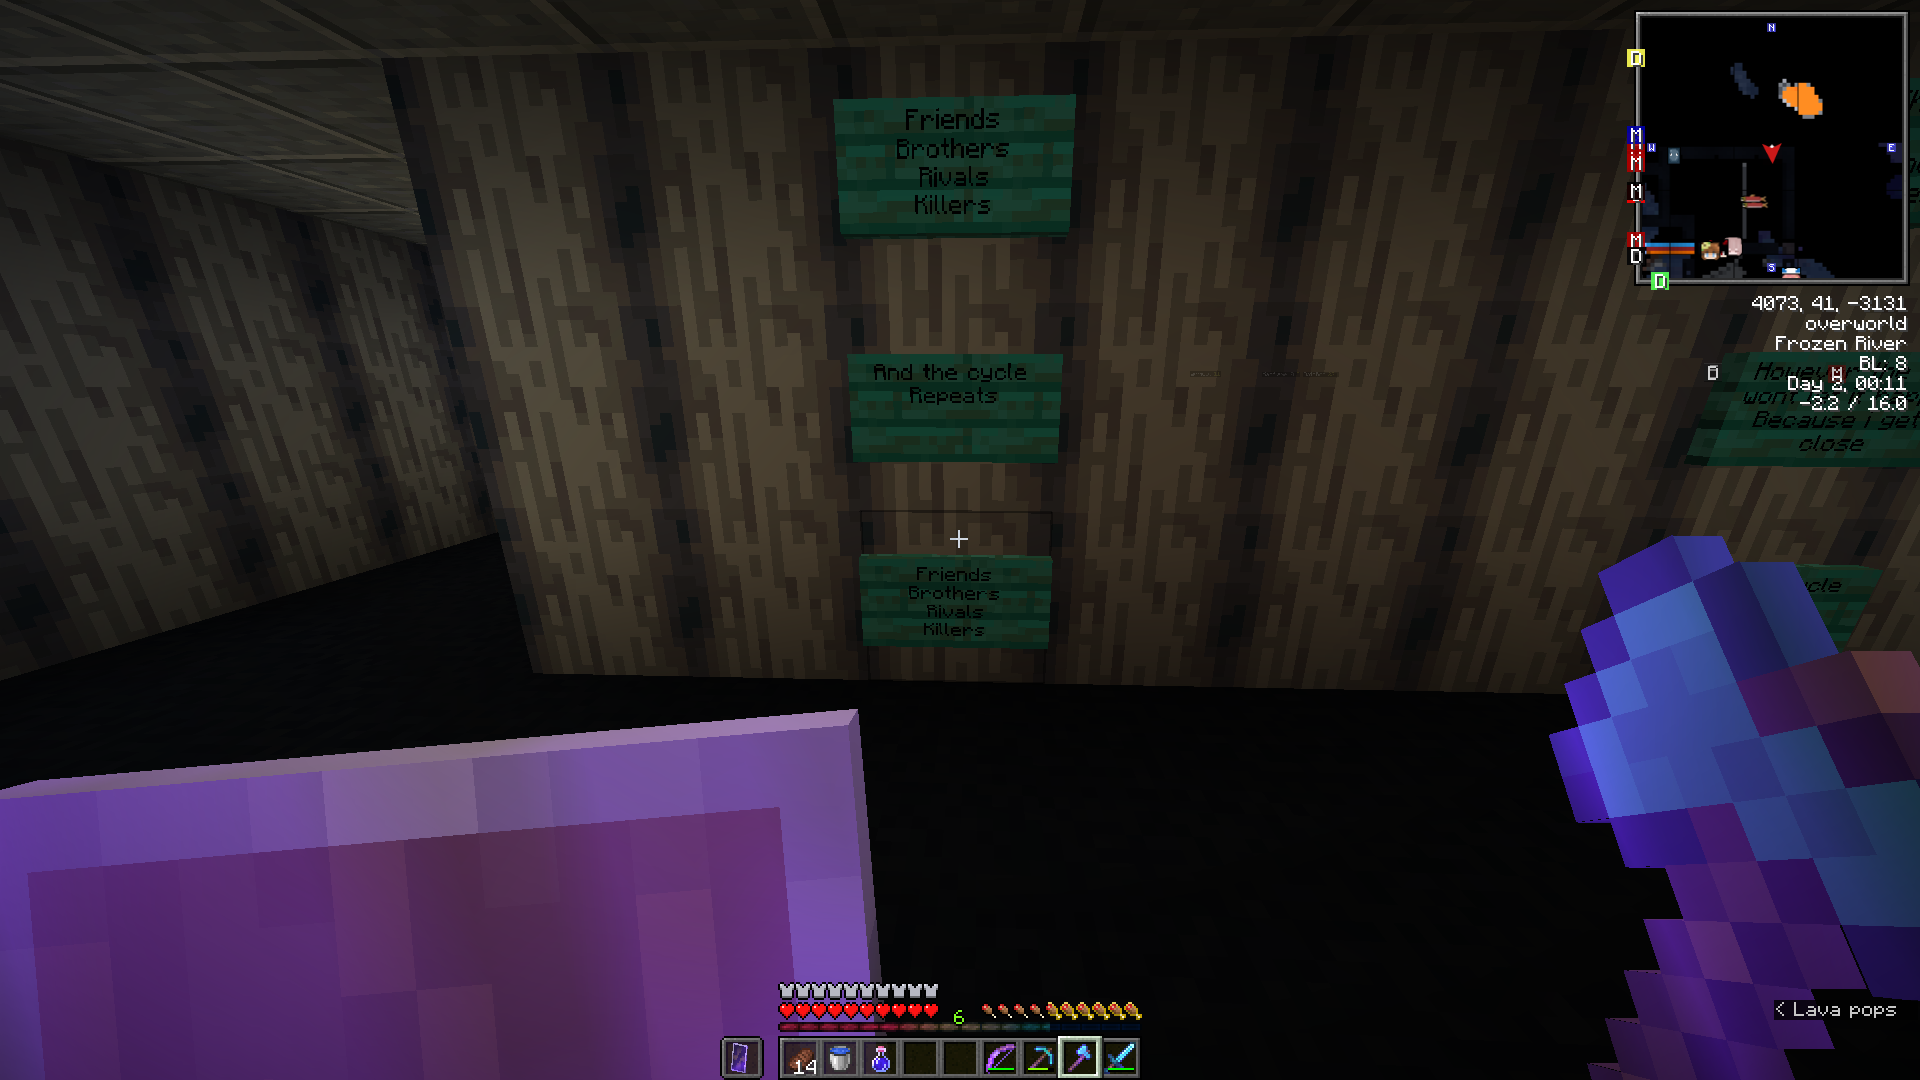 Friends
Brothers
Rivals
Killers
And the cycle
Repeats
Friends
Brothers
Rivals
Killers
Because I get
close
N
D
M
W
E
M
M
M
D
S
D
4073, 41, -3131
overworld
Frozen River
BL: 8
D
M
Day 2, 00:11
-2.2 / 16.0
< Lava pops
6
14